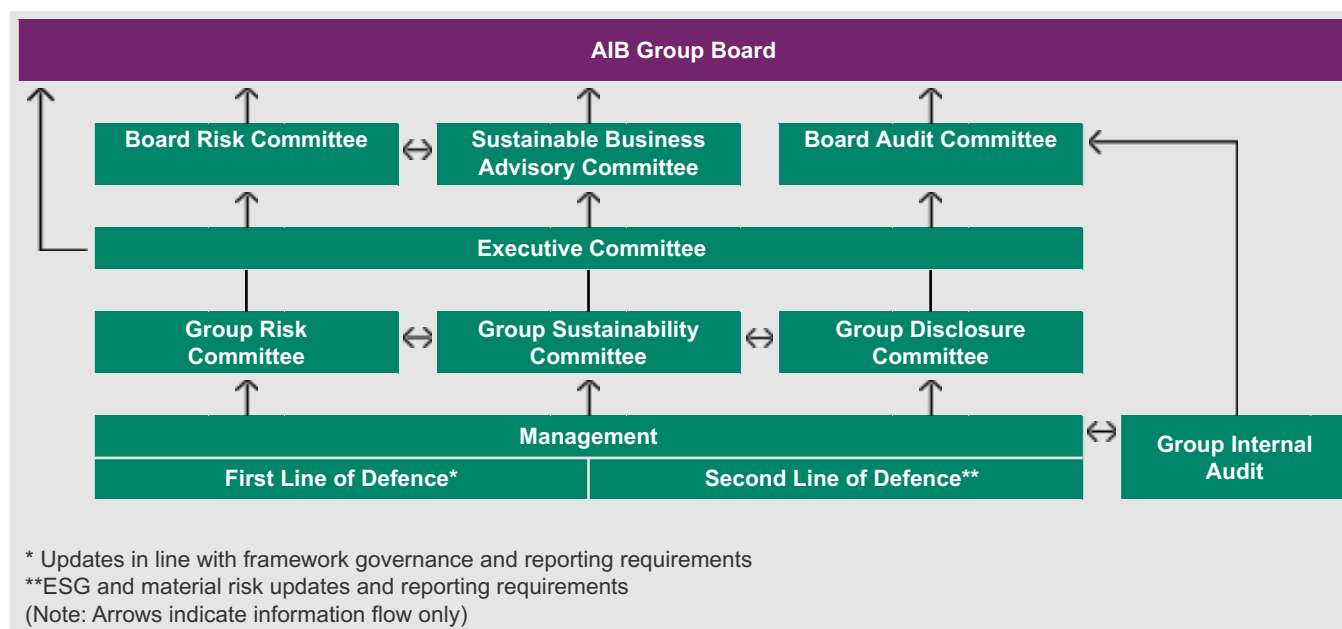 AIB Group Board
Board Risk Committee
Sustainable Business
Advisory Committee
Board Audit Committee
Executive Committee
Group Risk
Committee
Group Sustainability
Committee
Group Disclosure
Committee
Management
Group Internal
Audit
First Line of Defence*
Second Line of Defence**
* Updates in line with framework governance and reporting requirements
**ESG and material risk updates and reporting requirements
(Note: Arrows indicate information flow only)